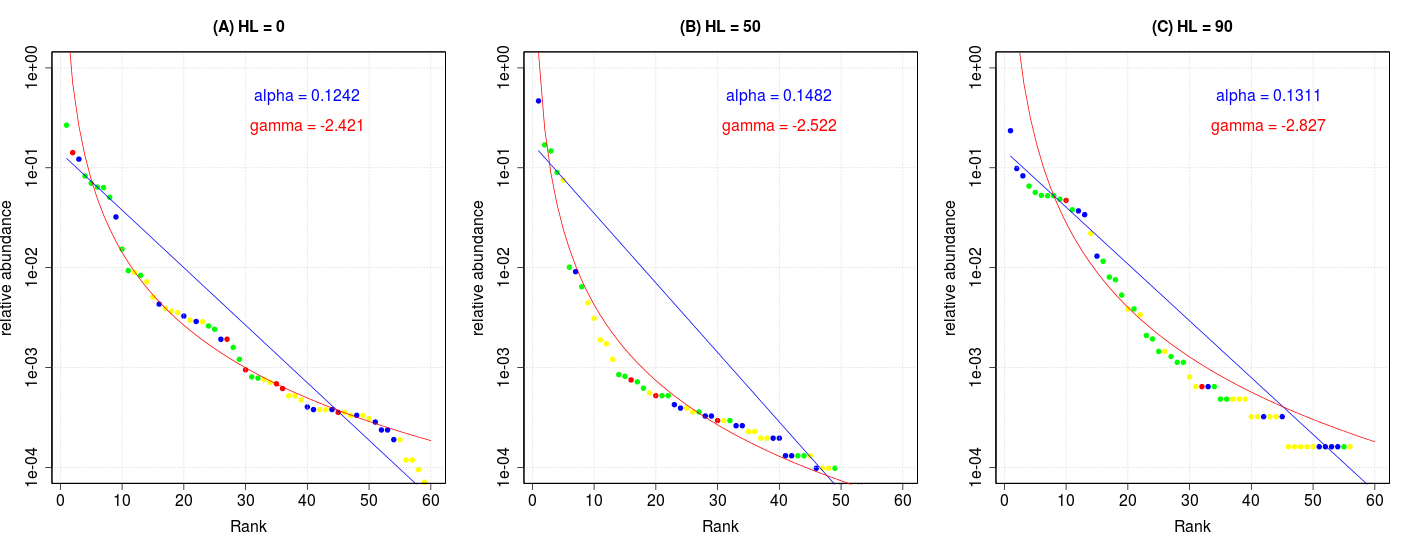 (A) HL = 0
alpha = 0.1242
gamma = -2.421
relative abundance
1e+00
1e-01
1e-02
1e-03
1e-04
0 10 20 30 40 50 60
Rank
(B) HL = 50
alpha = 0.1482
gamma = -2.522
relative abundance
1e+00
1e-01
1e-02
1e-03
1e-04
0 10 20 30 40 50 60
Rank
(C) HL = 90
alpha = 0.1311
gamma = -2.827
relative abundance
1e+00
1e-01
1e-02
1e-03
1e-04
0 10 20 30 40 50 60
Rank